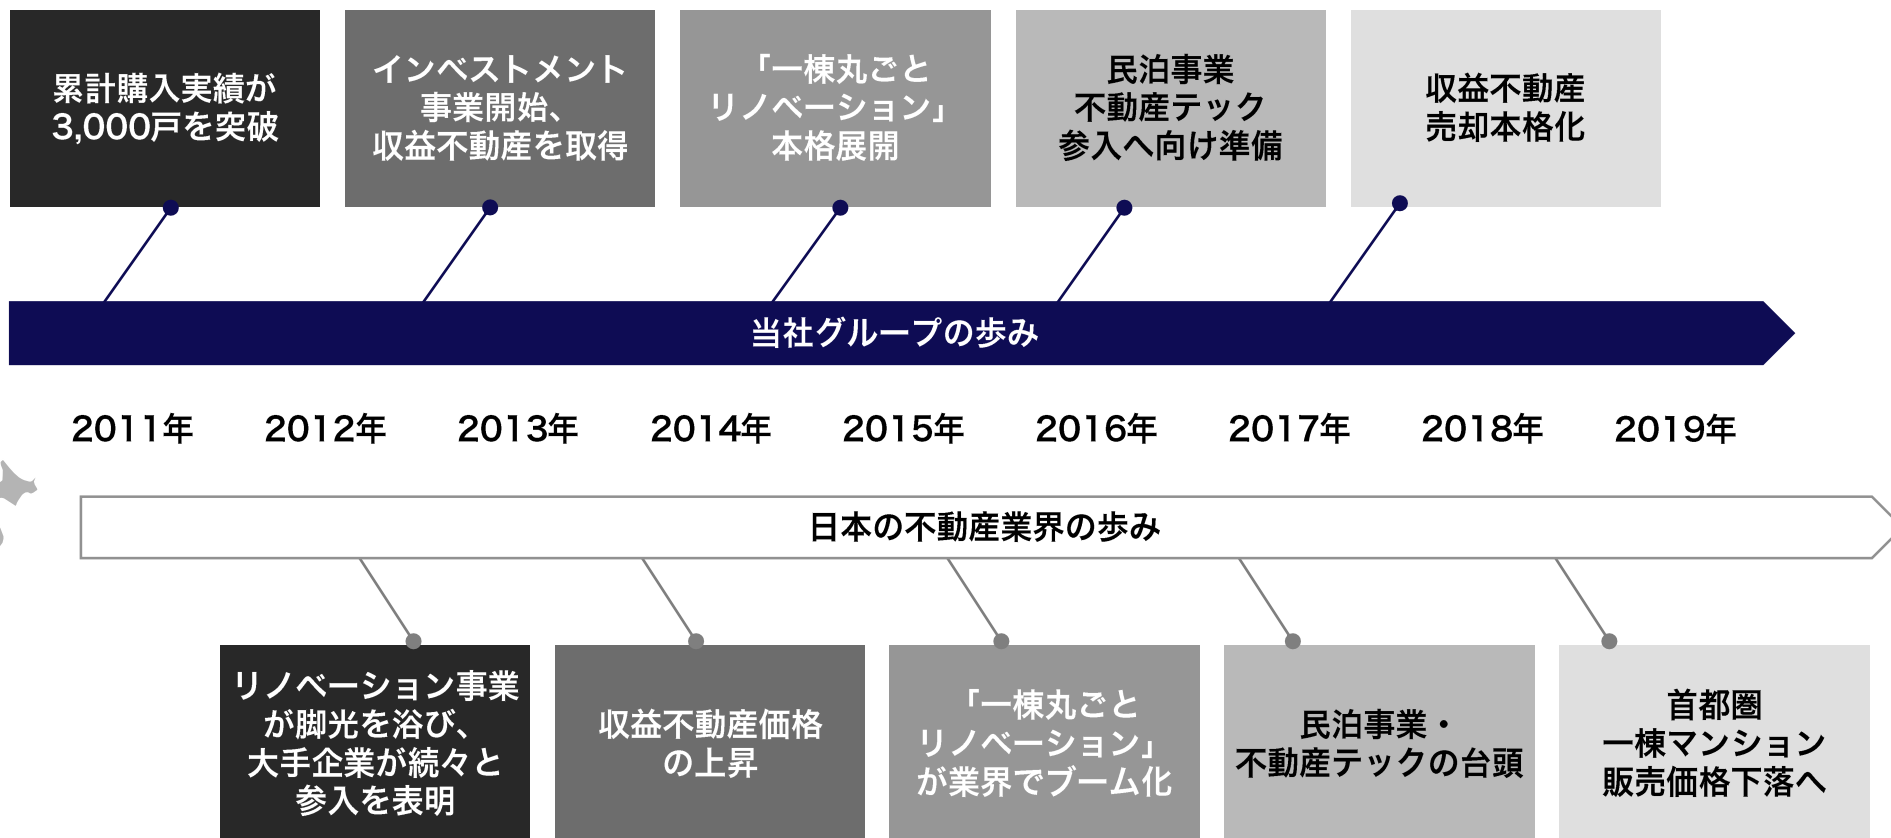 累計購入実績が
3,000戸を突破
インベストメント
事業開始、
収益不動産を取得
「一棟丸ごと
リノベーション」
本格展開
民泊事業
不動産テック
参入へ向け準備
収益不動産
売却本格化
当社グループの歩み
2011年 2012年 2013年 2014年 2015年 2016年 2017年 2018年 2019年
日本の不動産業界の歩み
リノベーション事業
が脚光を浴び、
大手企業が続々と
参入を表明
収益不動産価格
の上昇
「一棟丸ごと
リノベーション」
が業界でブーム化
民泊事業・
不動産テックの台頭
首都圏
一棟マンション
販売価格下落へ